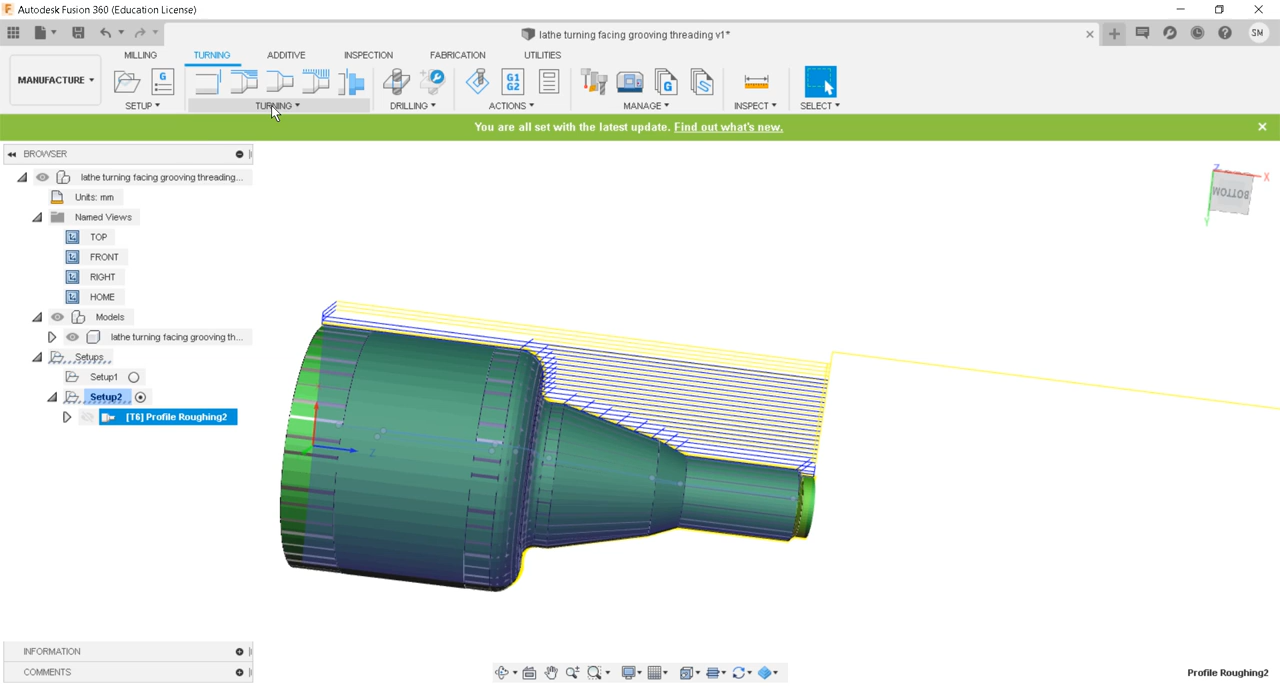 Autodesk Fusion 360 (Education License)
lathe turning facing grooving threading v1*
SM
MILLING
TURNING
ADDITIVE
INSPECTION
FABRICATION
UTILITIES
MANUFACTURE
G
G1
G2
G
SETUP
TURNING
DRILLING
ACTIONS
MANAGE
INSPECT
SELECT
You are all set with the latest update. Find out what's new.
BROWSER
lathe turning facing grooving threading...
Units: mm
Named Views
TOP
FRONT
RIGHT
HOME
Models
lathe turning facing grooving th...
Setups
Setup1
Setup2
[T6] Profile Roughing2
Z
X
Y
BOTTOM
Z
INFORMATION
COMMENTS
Profile Roughing2